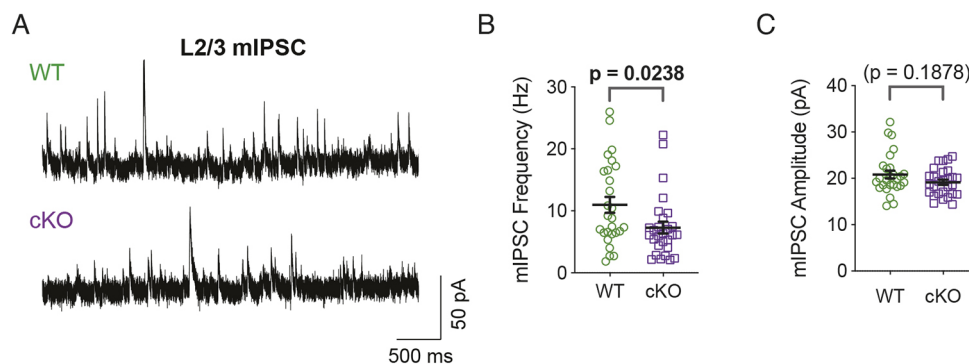 A
L2/3 mIPSC
WT
cKO
50 pA
500 ms
B
p = 0.0238
mIPSC Frequency (Hz)
30
20
10
0
WT
cKO
C
(p = 0.1878)
mIPSC Amplitude (pA)
40
30
20
10
0
WT
cKO